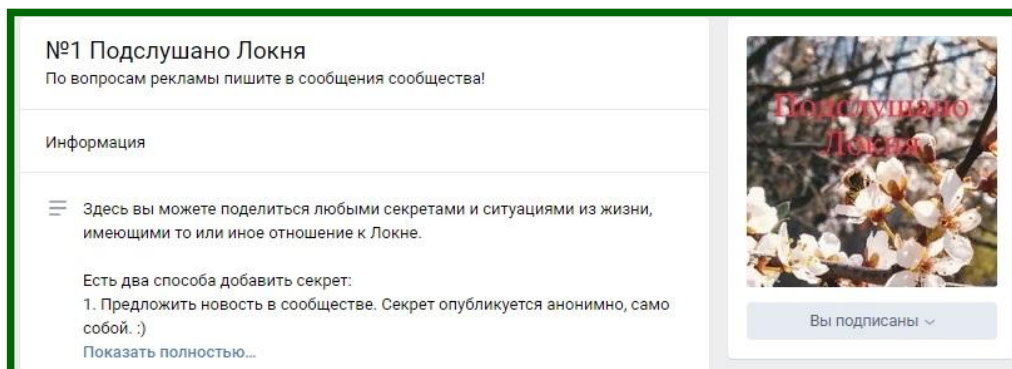 №1 Подслушано Локня
По вопросам рекламы пишите в сообщения сообщества!
Информация
Здесь вы можете поделиться любыми секретами и ситуациями из жизни,
имеющими то или иное отношение к Локне.
Есть два способа добавить секрет:
1. Предложить новость в сообществе. Секрет опубликуется анонимно, само
собой. :)
Показать полностью...
Подслушано
Локня
Вы подписаны